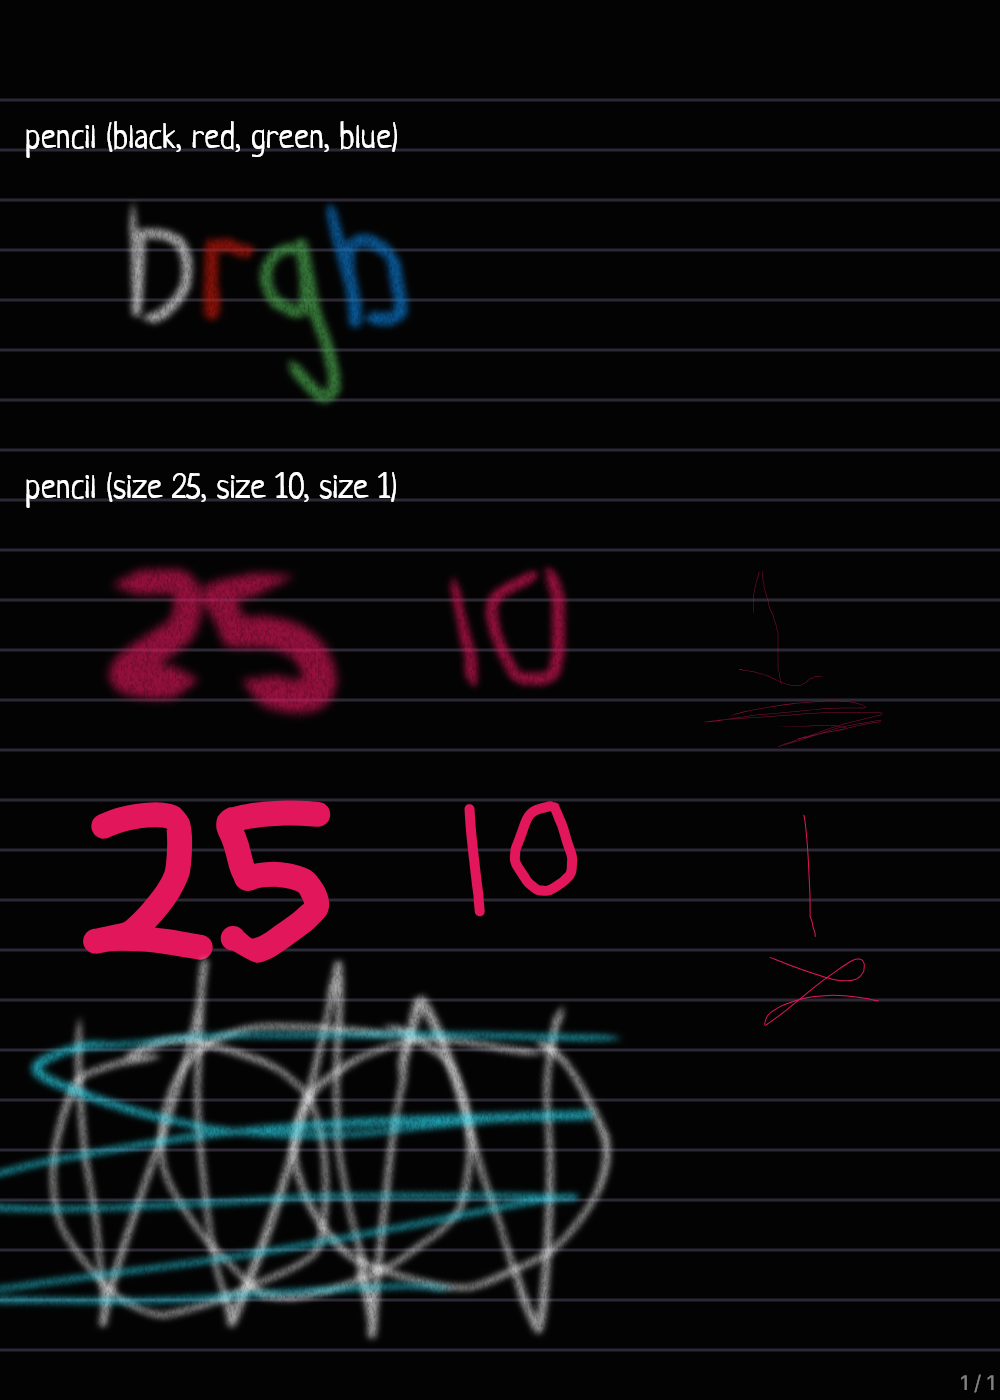 pencil (black, red, green, blue)
brgb
pencil (size 25, size 10, size 1)
25 10 1
25 10 1
1 / 1